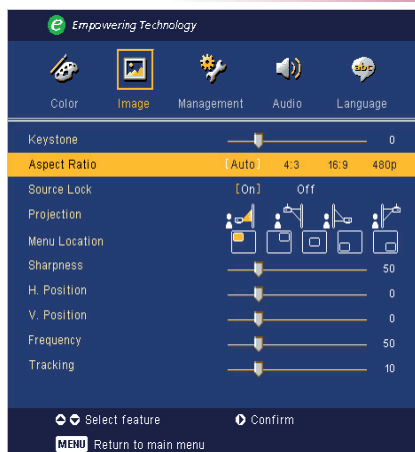 e Empowering Technology
abc
Color Image Management Audio Language
Keystone 0
Aspect Ratio [Auto] 4:3 16:9 480p
Source Lock [On] Off
Projection
Menu Location
Sharpness 50
H. Position 0
V. Position 0
Frequency 50
Tracking 10
Select feature Confirm
MENU Return to main menu